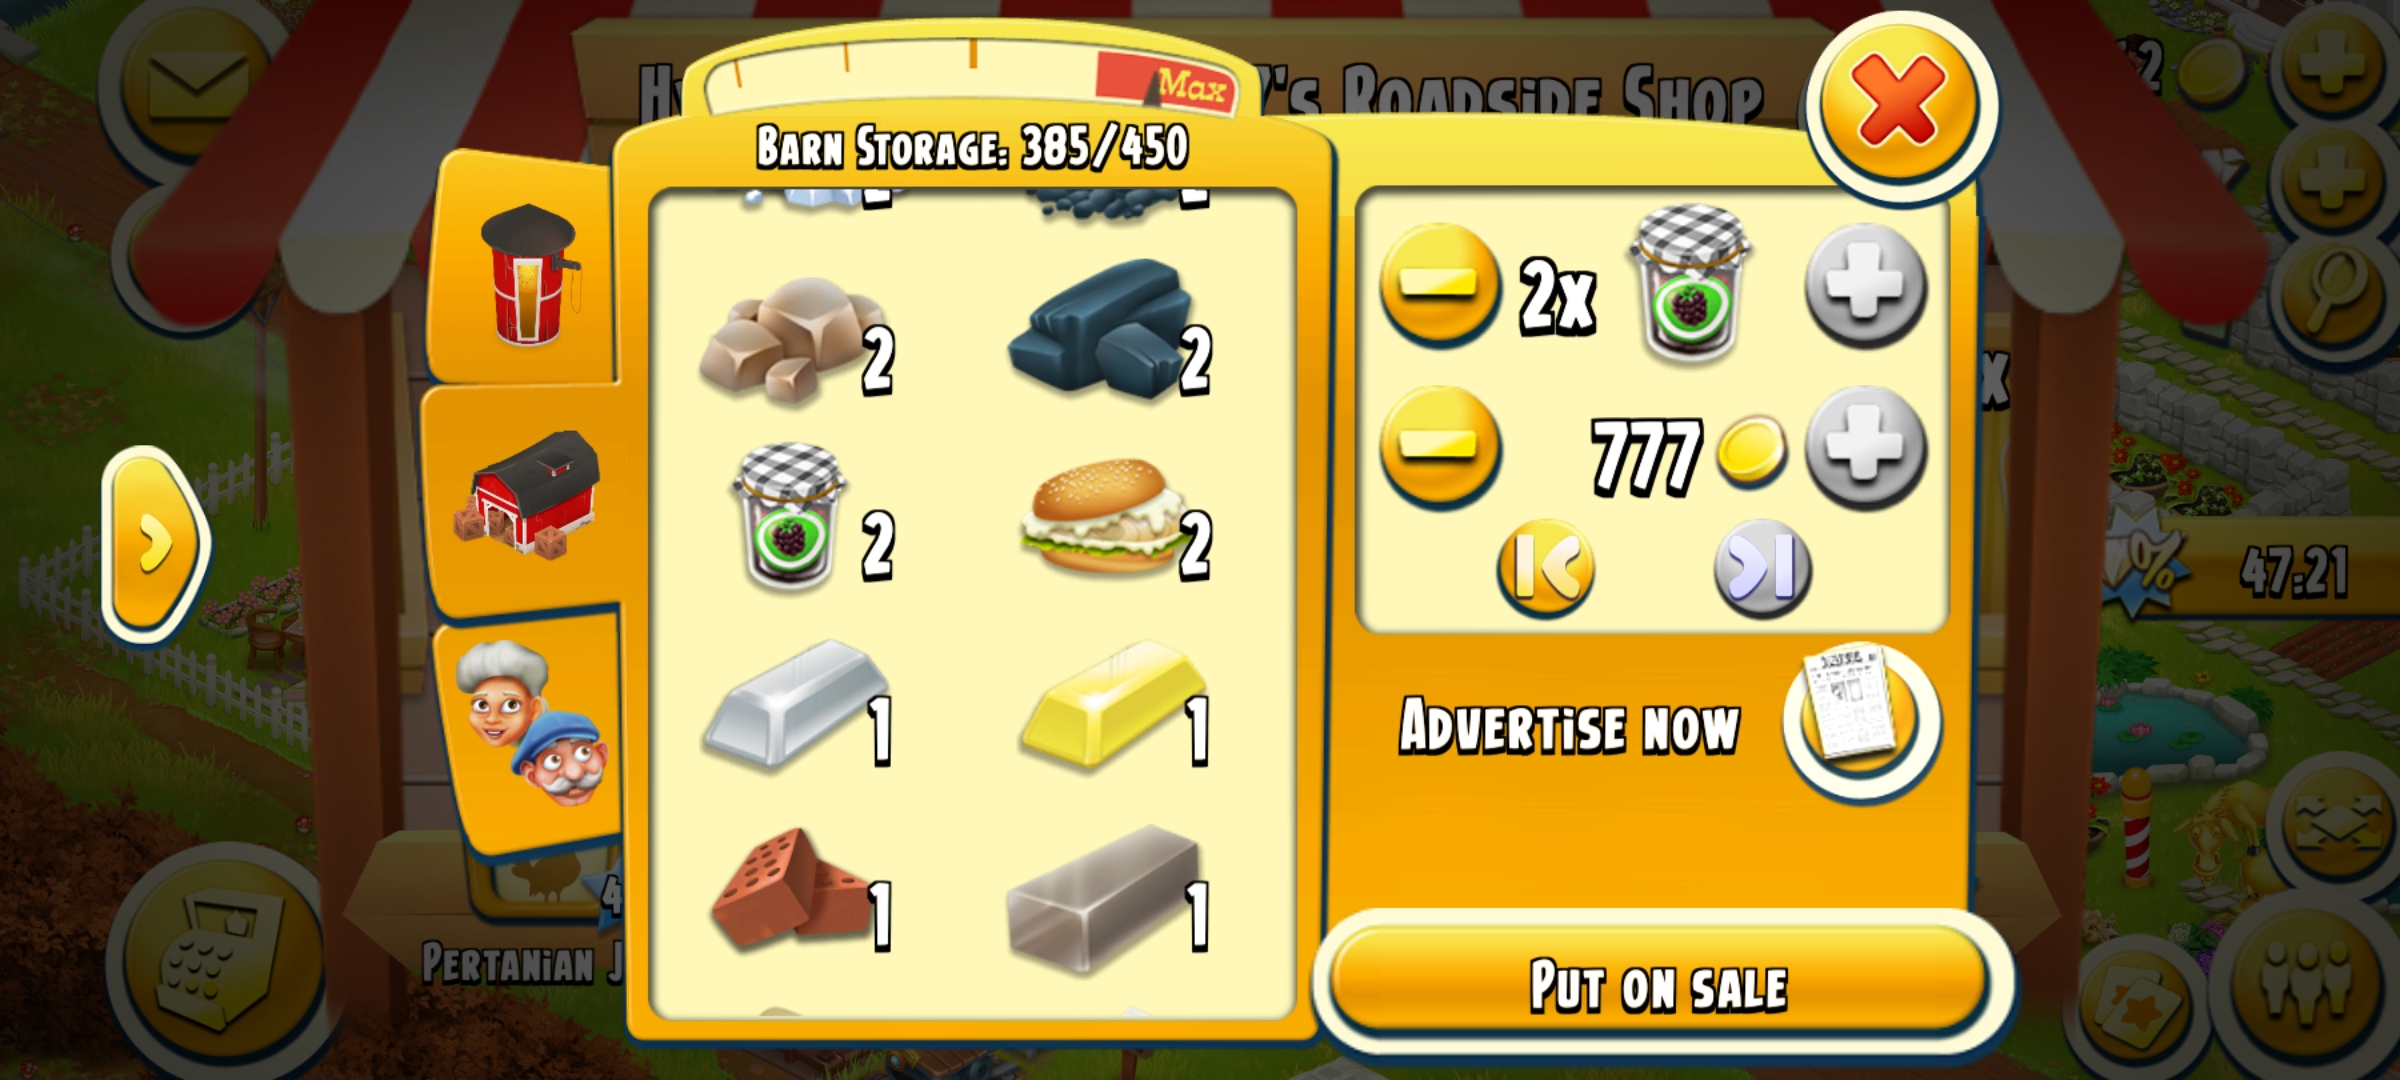 Max
's Roadside Shop
Barn Storage: 385/450
2
2
2
2
1
1
1
1
2x
777
Advertise now
Put on sale
47:21
Pertanian